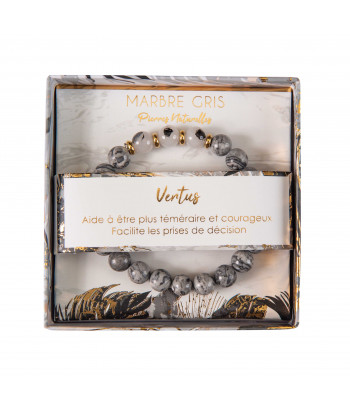 MARBRE GRIS
Pierres Naturelles
Vertus
Aide à être plus téméraire et courageux
Facilite les prises de décision